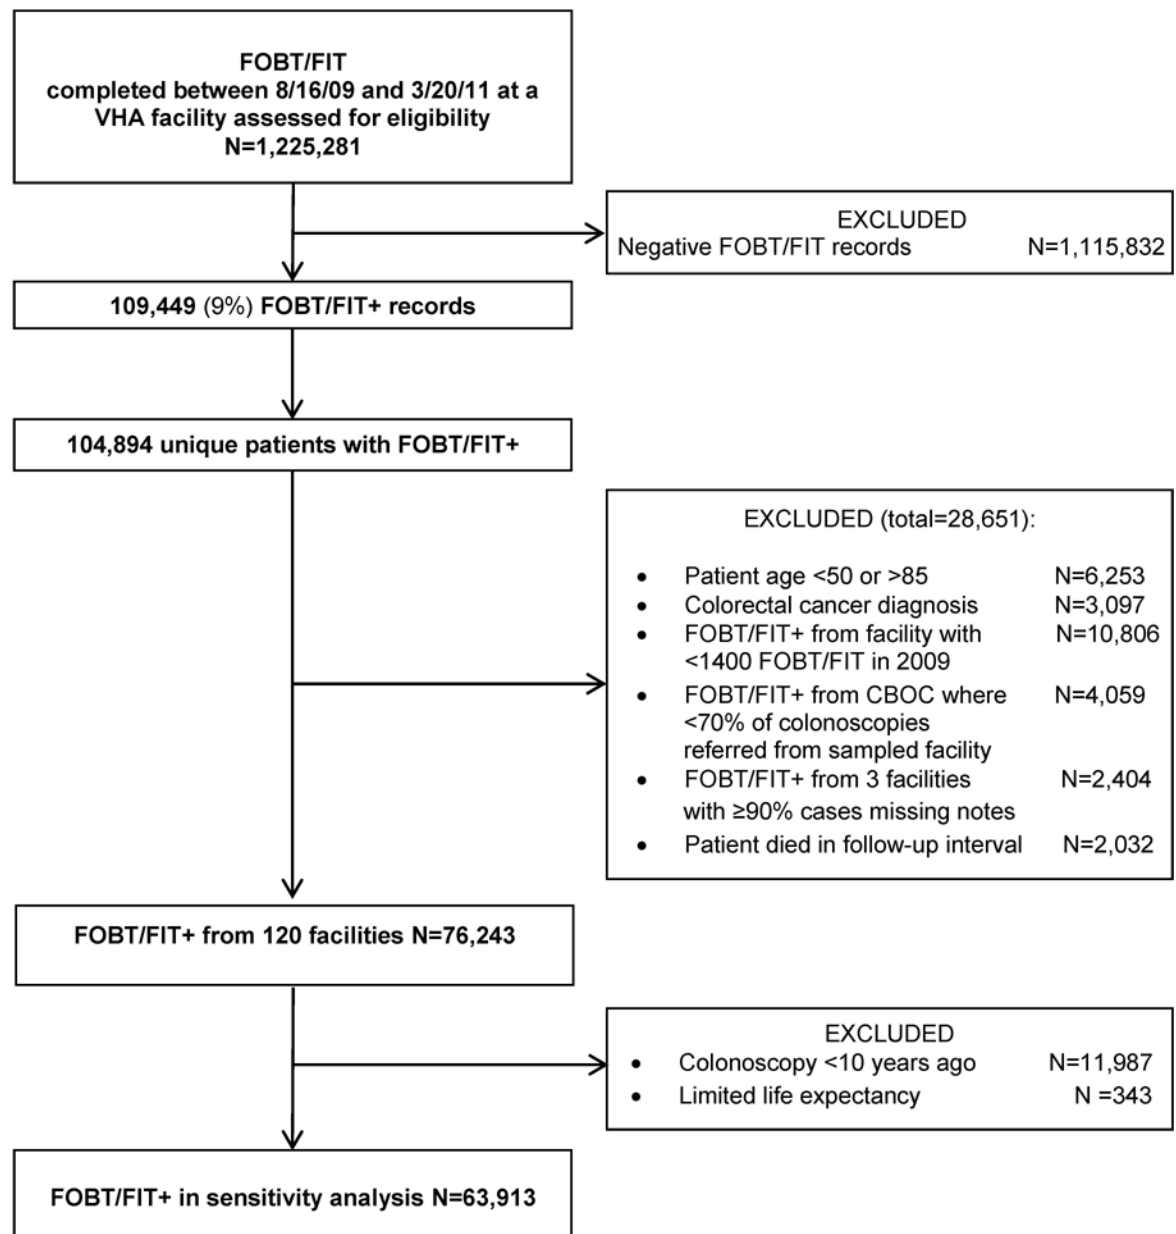 FOBT/FIT
completed between 8/16/09 and 3/20/11 at a
VHA facility assessed for eligibility
N=1,225,281
EXCLUDED
Negative FOBT/FIT records N=1,115,832
109,449 (9%) FOBT/FIT+ records
104,894 unique patients with FOBT/FIT+
EXCLUDED (total=28,651):
• Patient age <50 or >85 N=6,253
• Colorectal cancer diagnosis N=3,097
• FOBT/FIT+ from facility with N=10,806
<1400 FOBT/FIT in 2009
• FOBT/FIT+ from CBOC where N=4,059
<70% of colonoscopies
referred from sampled facility
• FOBT/FIT+ from 3 facilities N=2,404
with ≥90% cases missing notes
• Patient died in follow-up interval N=2,032
FOBT/FIT+ from 120 facilities N=76,243
EXCLUDED
• Colonoscopy <10 years ago N=11,987
• Limited life expectancy N =343
FOBT/FIT+ in sensitivity analysis N=63,913